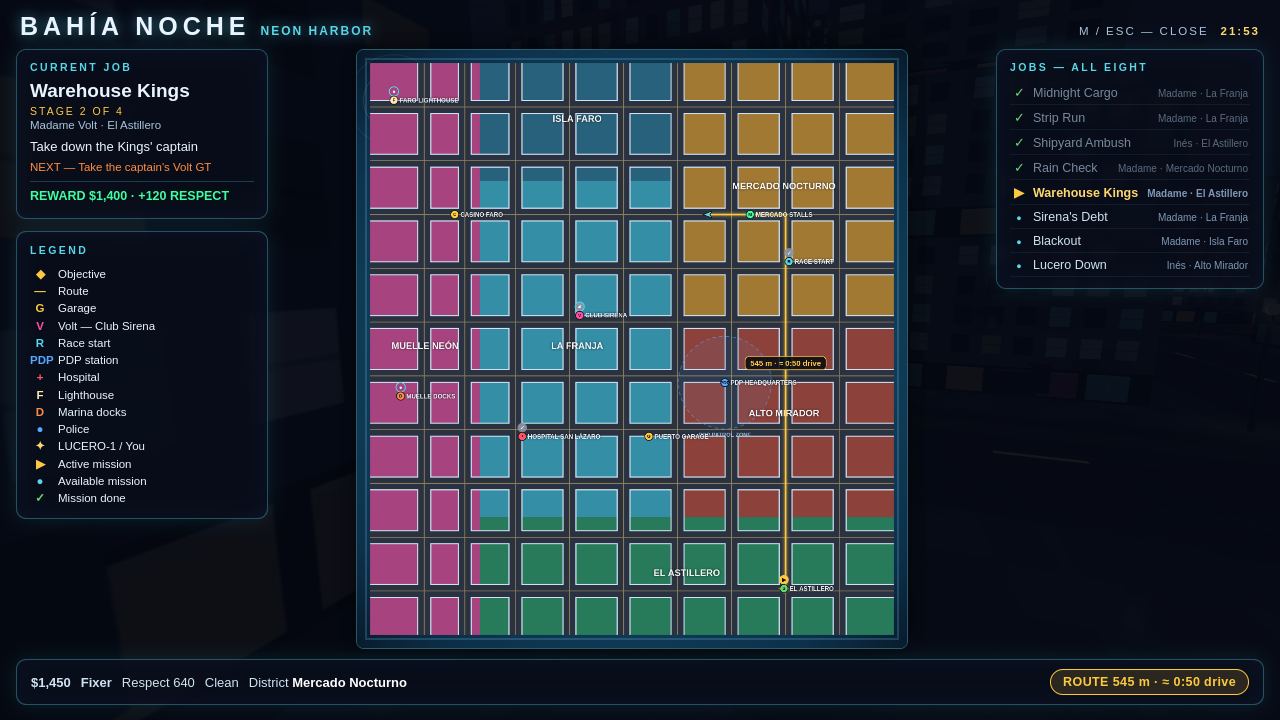 BAHÍA NOCHE NEON HARBOR
M / ESC — CLOSE 21:53
CURRENT JOB
Warehouse Kings
STAGE 2 OF 4
Madame Volt · El Astillero
Take down the Kings' captain
NEXT — Take the captain's Volt GT
REWARD $1,400 · +120 RESPECT
LEGEND
◆ Objective
— Route
G Garage
V Volt — Club Sirena
R Race start
PDP PDP station
+ Hospital
F Lighthouse
D Marina docks
● Police
✦ LUCERO-1 / You
▶ Active mission
● Available mission
✓ Mission done
FARO LIGHTHOUSE
ISLA FARO
MERCADO NOCTURNO
CASINO FARO
MERCADO STALLS
RACE START
CLUB SIRENA
MUELLE NEÓN
LA FRANJA
545 m · ≈ 0:50 drive
PDP HEADQUARTERS
MUELLE DOCKS
ALTO MIRADOR
HOSPITAL SAN LÁZARO
PUERTO GARAGE
PATROL ZONE
EL ASTILLERO
EL ASTILLERO
JOBS — ALL EIGHT
✓ Midnight Cargo Madame · La Franja
✓ Strip Run Madame · La Franja
✓ Shipyard Ambush Inés · El Astillero
✓ Rain Check Madame · Mercado Nocturno
▶ Warehouse Kings Madame · El Astillero
● Sirena's Debt Madame · La Franja
● Blackout Madame · Isla Faro
● Lucero Down Inés · Alto Mirador
$1,450 Fixer Respect 640 Clean District Mercado Nocturno
ROUTE 545 m · ≈ 0:50 drive